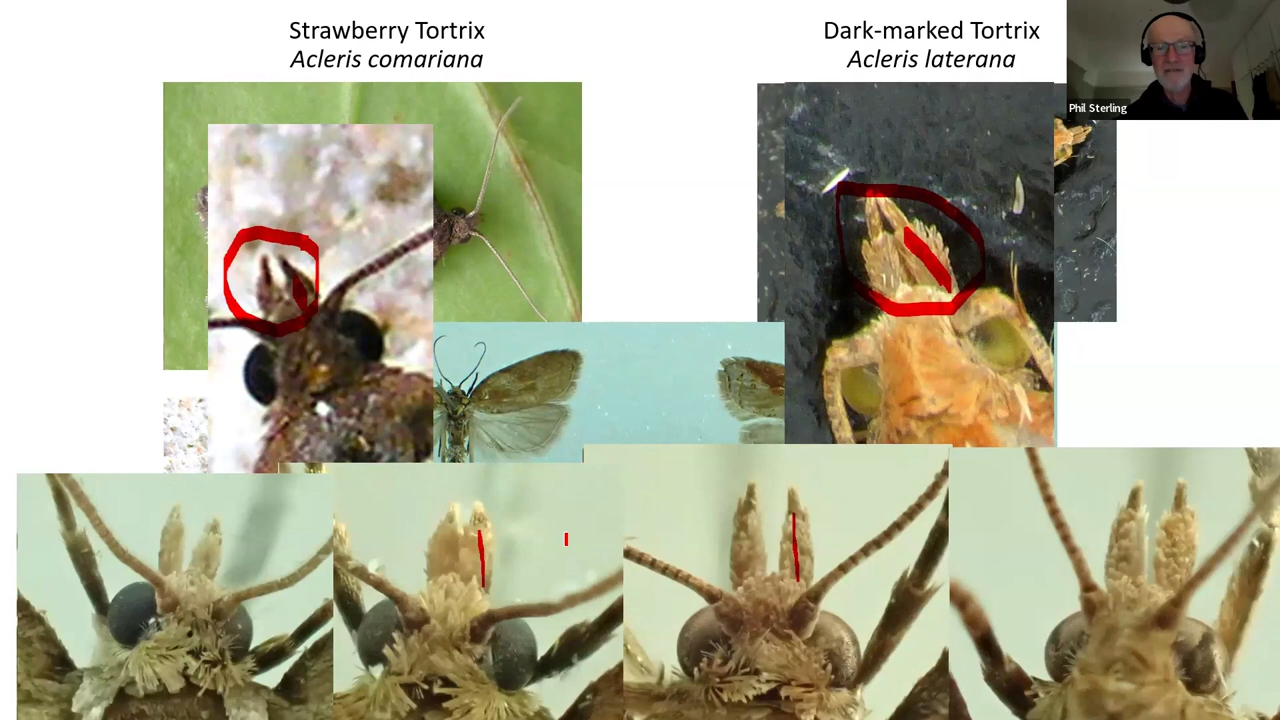 Strawberry Tortrix
Acleris comariana
Dark-marked Tortrix
Acleris laterana
Phil Sterling